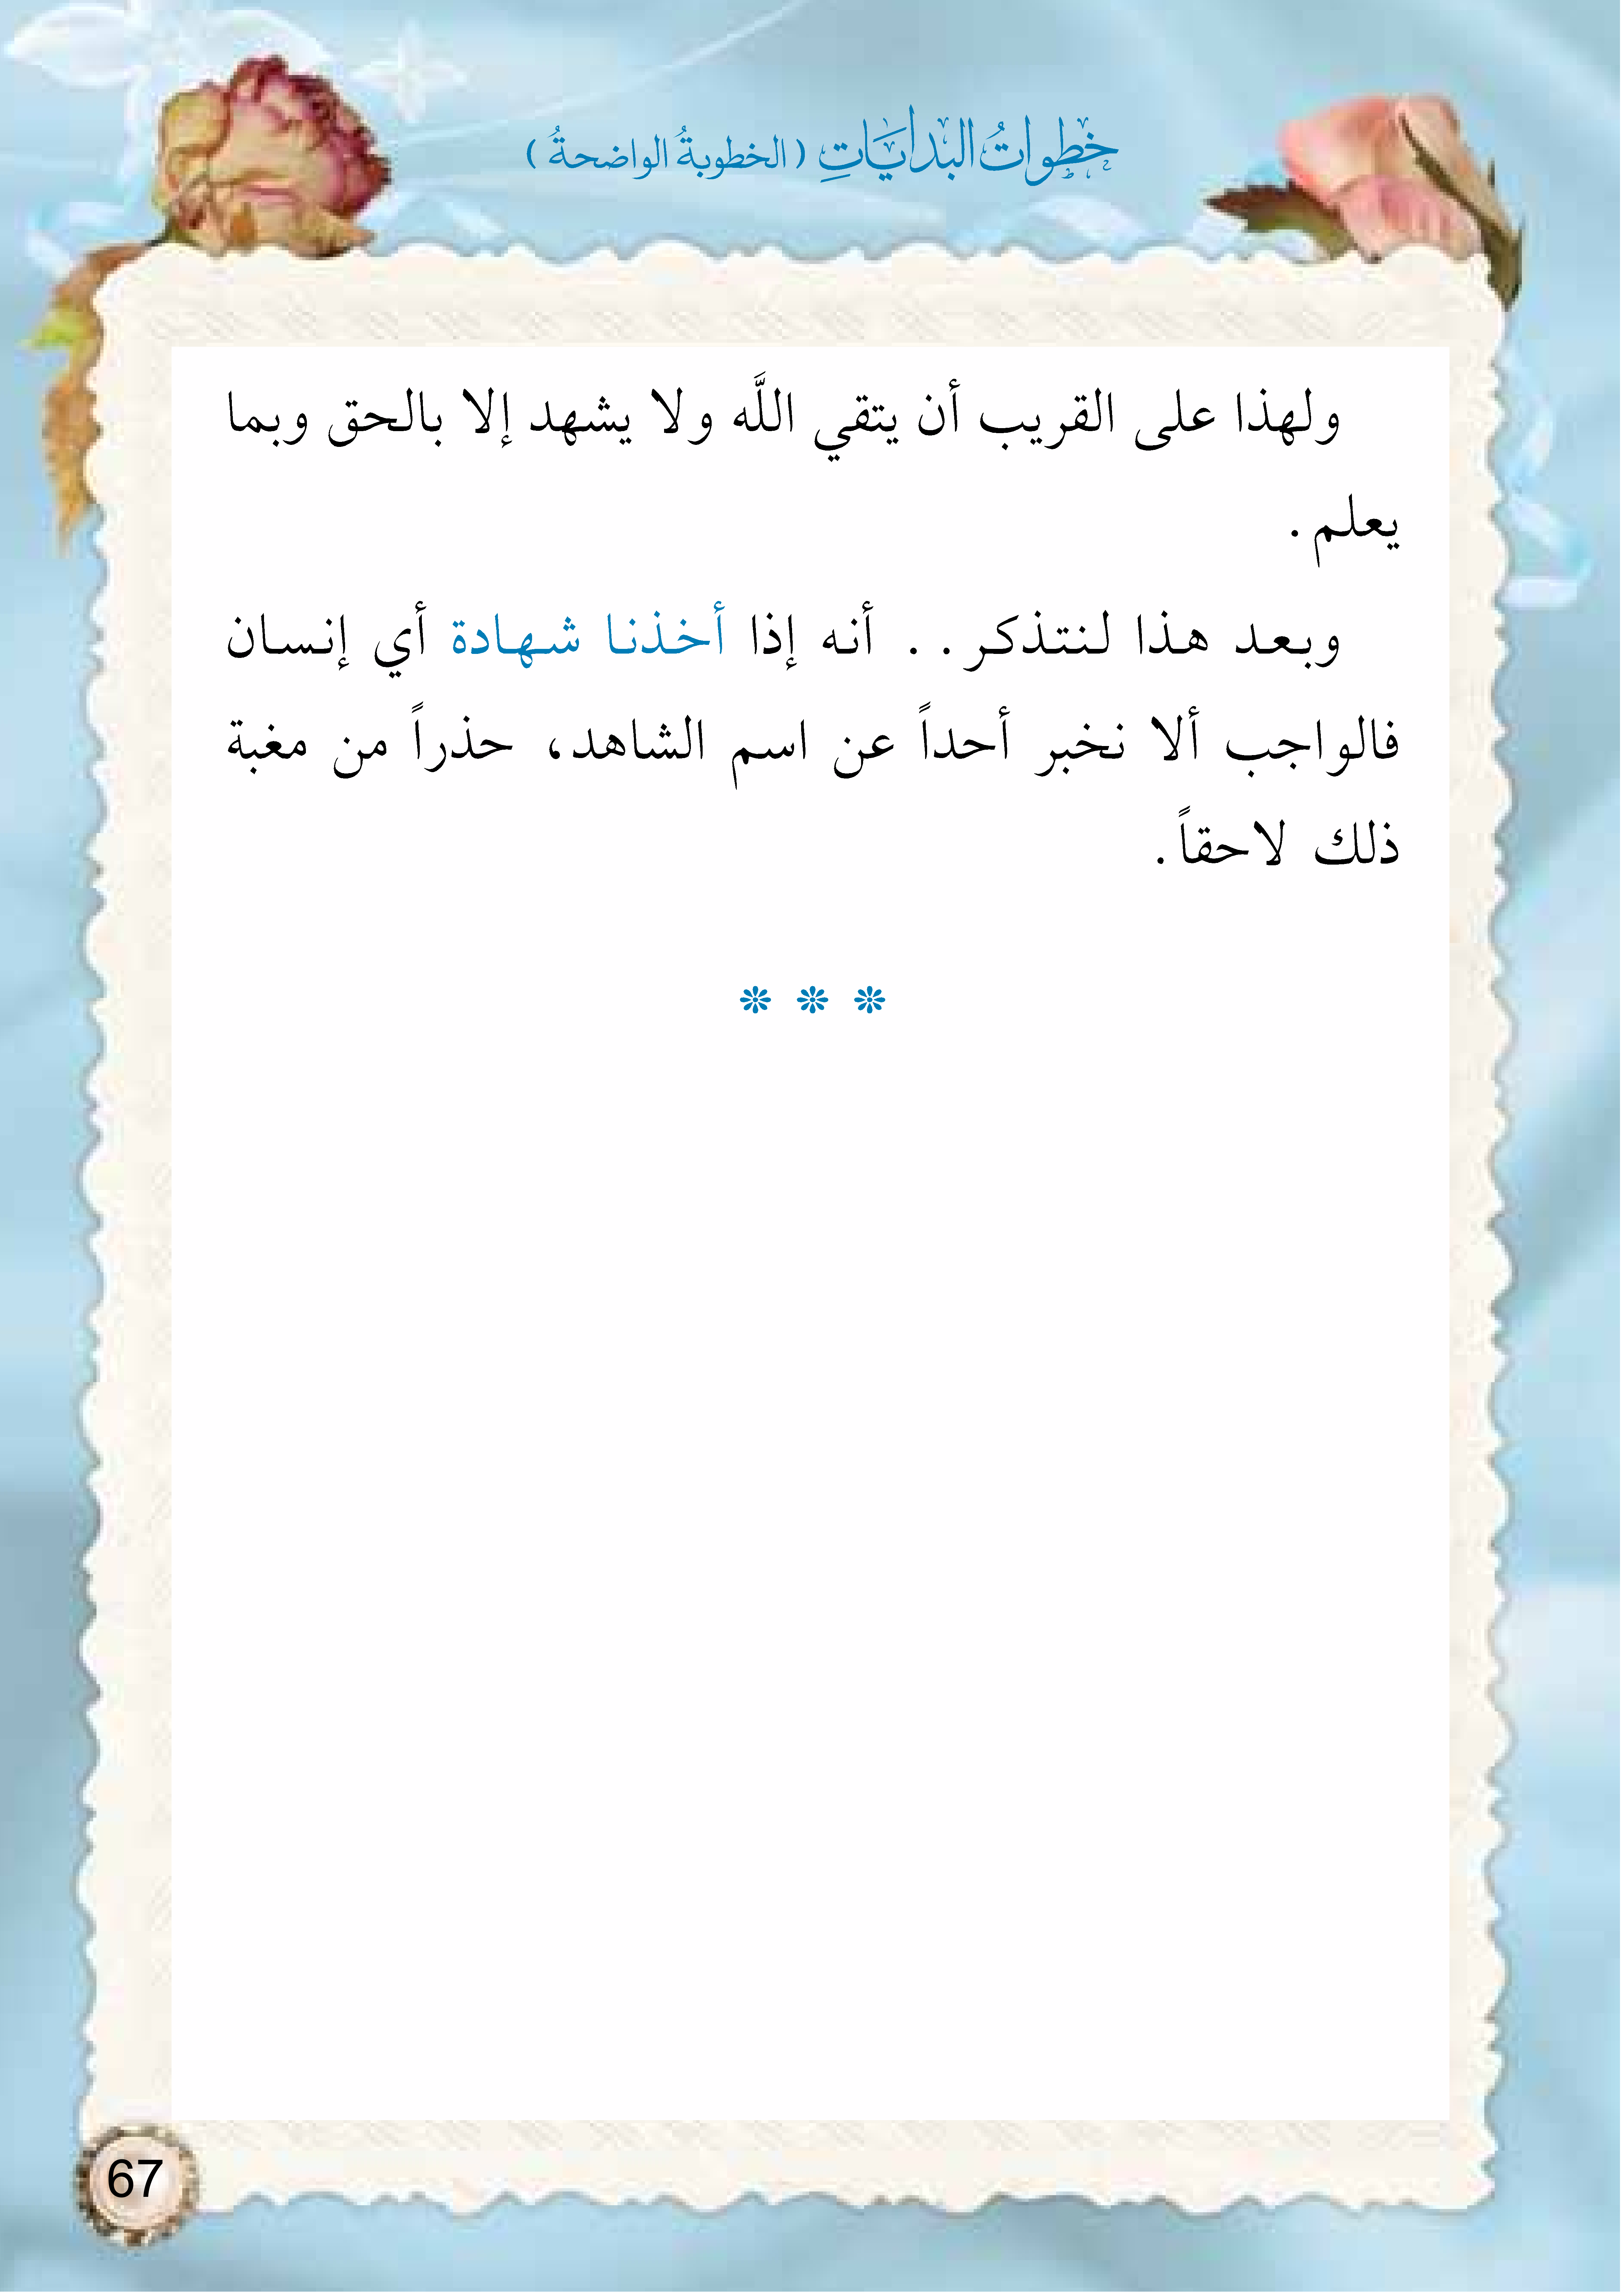 خطوات البدايَاتِ (الخطوبةُ الواضحةُ)
ولهذا على القريب أن يتقي اللَّه ولا يشهد إلا بالحق وبما
يعلم.
وبعد هذا لنتذكر.. أنه إذا أخذنا شهادة أي إنسان
فالواجب ألا نخبر أحداً عن اسم الشاهد، حذراً من مغبة
ذلك لاحقاً.
* * *
67